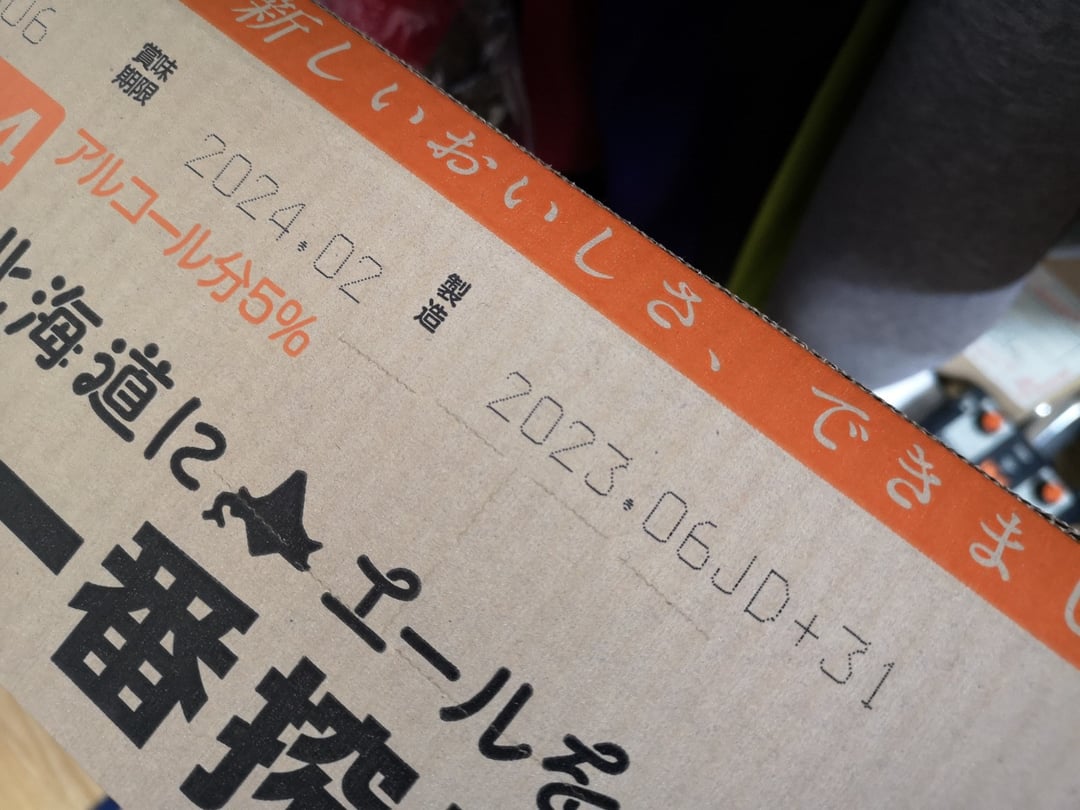 新しいおいしさ、できまし
06
賞味
期限
2024.02
製造
2023.06JD+31
4
アルコール分5%
北海道に
エールを
一番搾